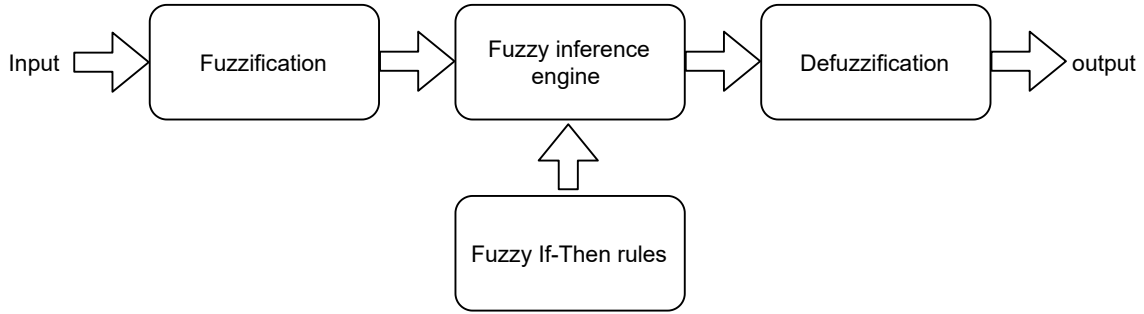 Input
Fuzzification
Fuzzy inference
engine
Defuzzification
output
Fuzzy If-Then rules